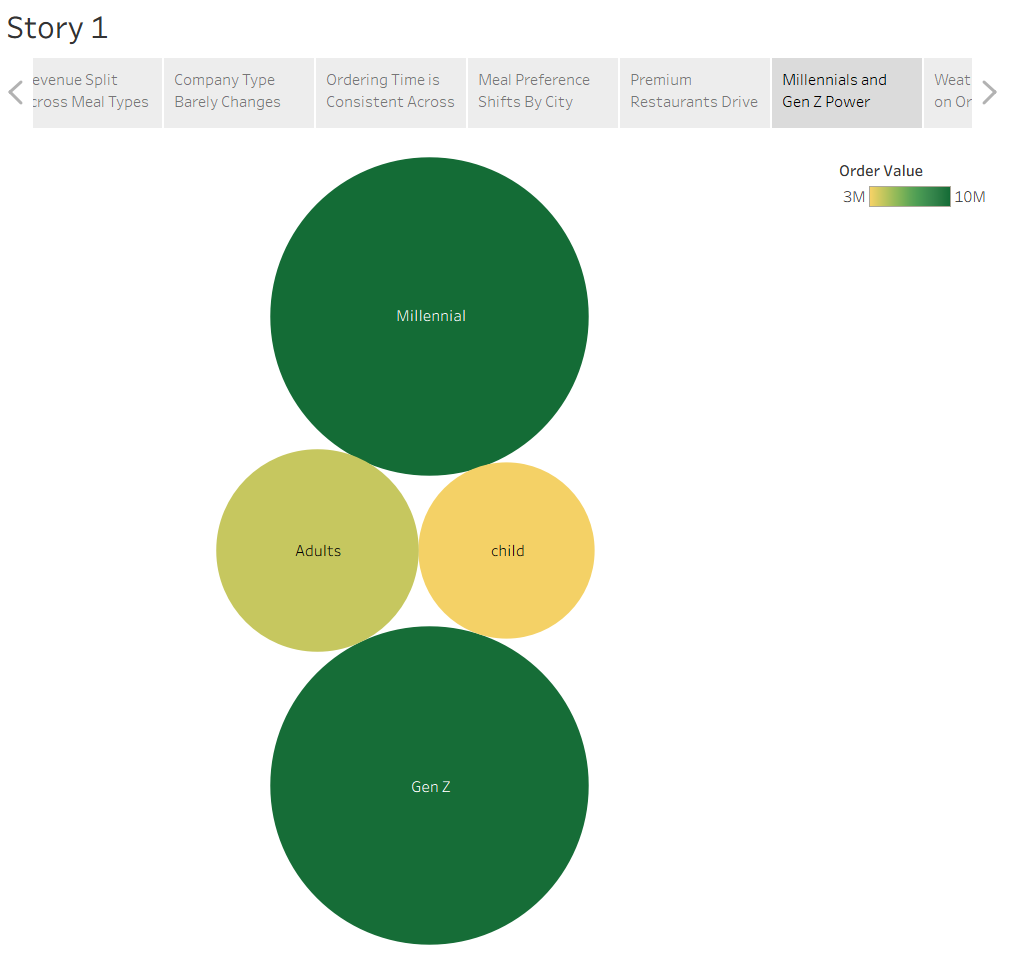 Story 1
evenue Split
cross Meal Types
Company Type
Barely Changes
Ordering Time is
Consistent Across
Meal Preference
Shifts By City
Premium
Restaurants Drive
Millennials and
Gen Z Power
Weat
on Or
Order Value
3M 10M
Millennial
Adults
child
Gen Z